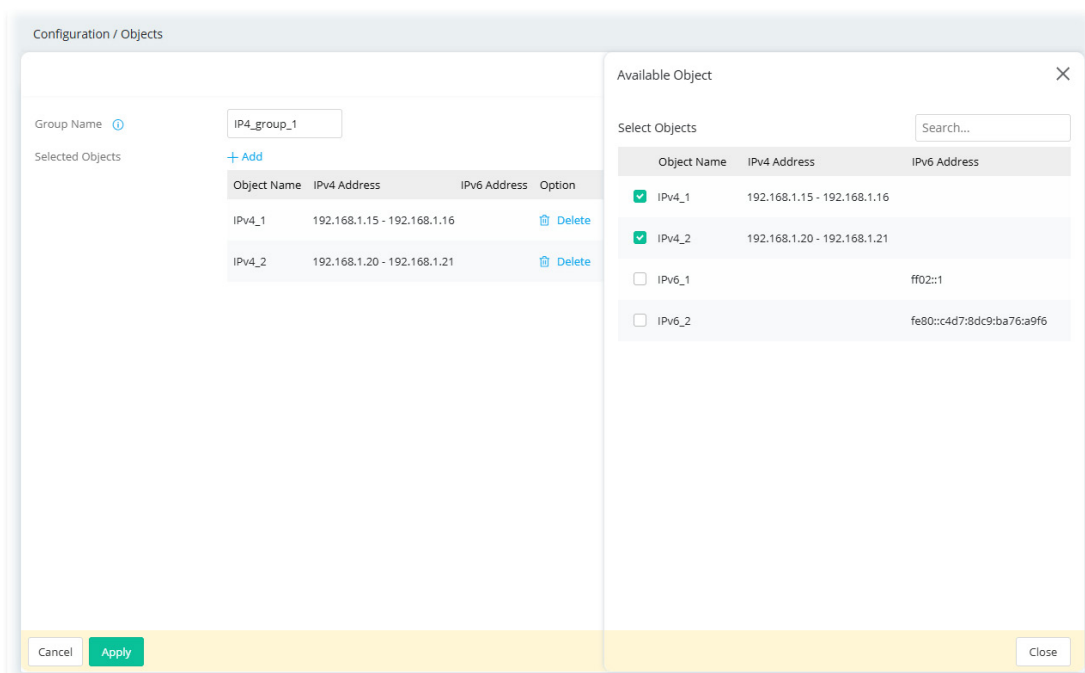 Configuration / Objects
Group Name
IP4_group_1
Selected Objects
+ Add
Object Name IPv4 Address IPv6 Address Option
IPv4_1 192.168.1.15 - 192.168.1.16 Delete
IPv4_2 192.168.1.20 - 192.168.1.21 Delete
Cancel Apply
Available Object
Select Objects
Search...
Object Name IPv4 Address IPv6 Address
IPv4_1 192.168.1.15 - 192.168.1.16
IPv4_2 192.168.1.20 - 192.168.1.21
IPv6_1 ff02::1
IPv6_2 fe80::c4d7:8dc9:ba76:a9f6
Close